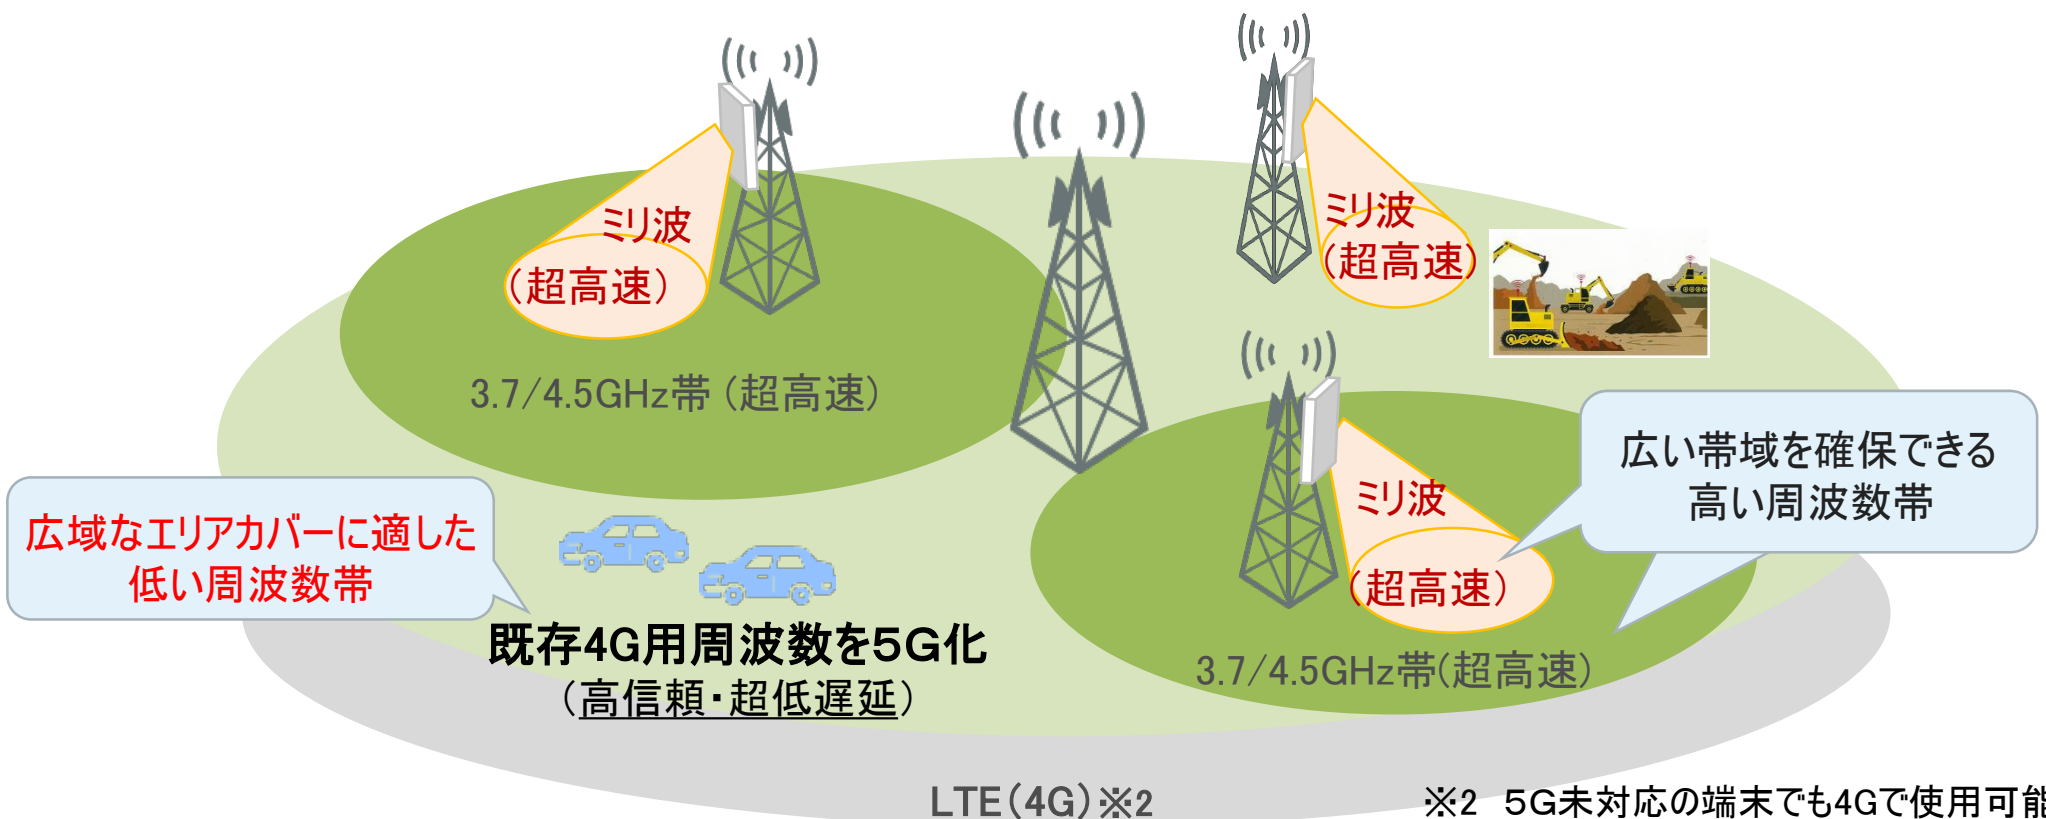 ミリ波
(超高速)
ミリ波
(超高速)
3.7/4.5GHz帯(超高速)
広い帯域を確保できる
高い周波数帯
広域なエリアカバーに適した
低い周波数帯
ミリ波
(超高速)
既存4G用周波数を5G化
(高信頼・超低遅延)
3.7/4.5GHz帯(超高速)
LTE(4G)※2
※2 5G未対応の端末でも4Gで使用可能